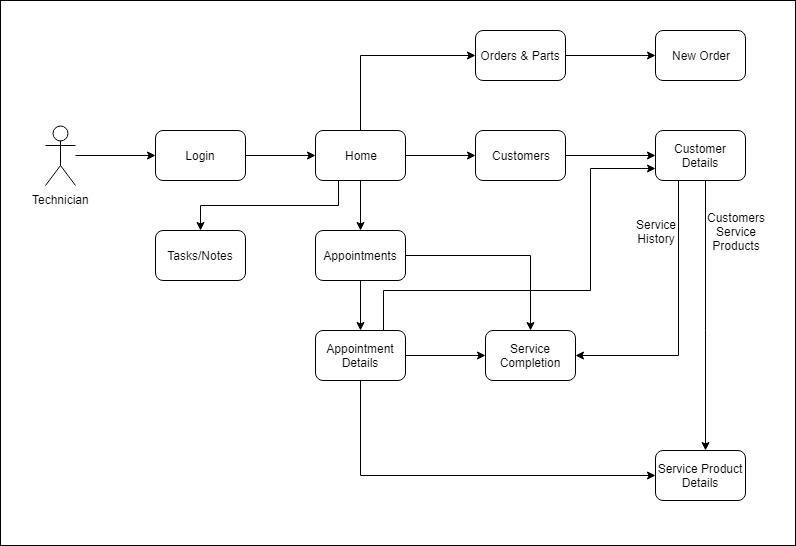 Orders & Parts
New Order
Technician
Login
Home
Customers
Customer
Details
Service
History
Customers
Service
Products
Tasks/Notes
Appointments
Appointment
Details
Service
Completion
Service Product
Details